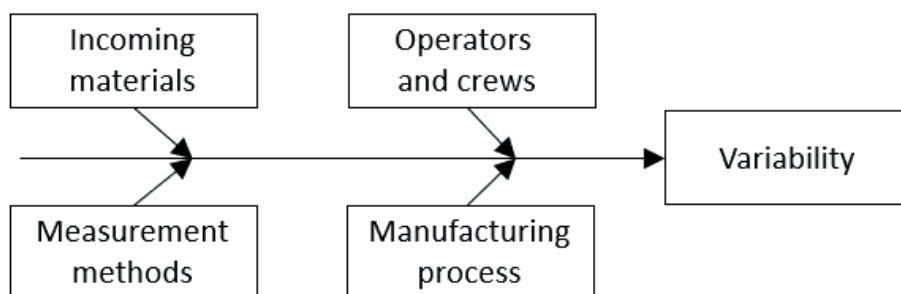 Incoming
materials
Operators
and crews
Variability
Measurement
methods
Manufacturing
process